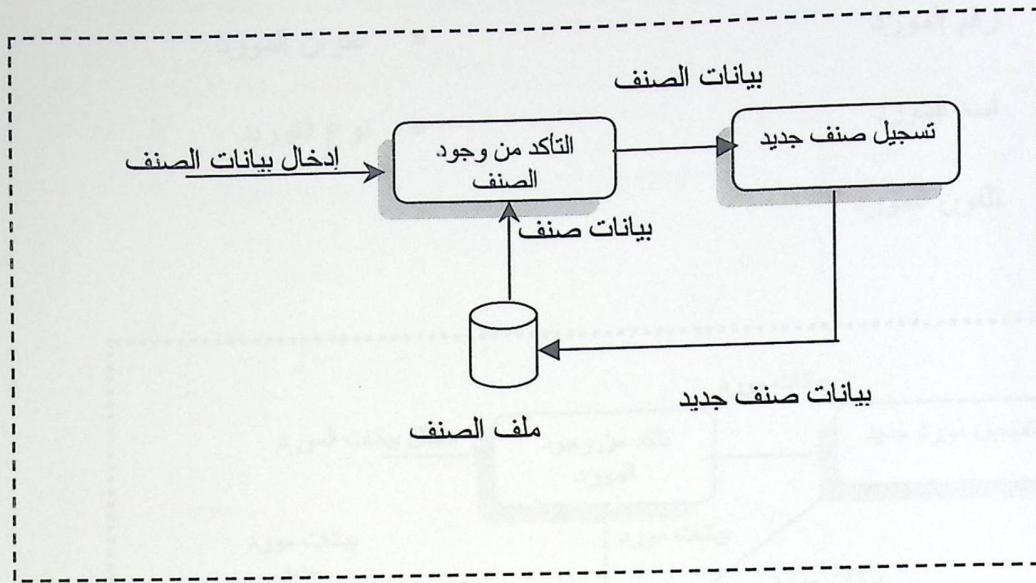 بيانات الصنف
تسجيل صنف جديد
التأكد من وجود
الصنف
إدخال بيانات الصنف
بيانات صنف
بيانات صنف جديد
ملف الصنف